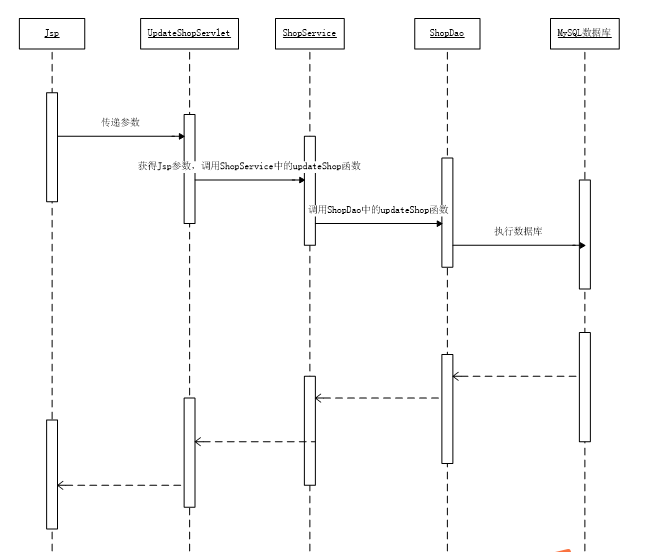 Jsp
UpdateShopServlet
ShopService
ShopDao
MySQL数据库
传递参数
获得Jsp参数, 调用ShopService中的updateShop函数
调用ShopDao中的updateShop函数
执行数据库